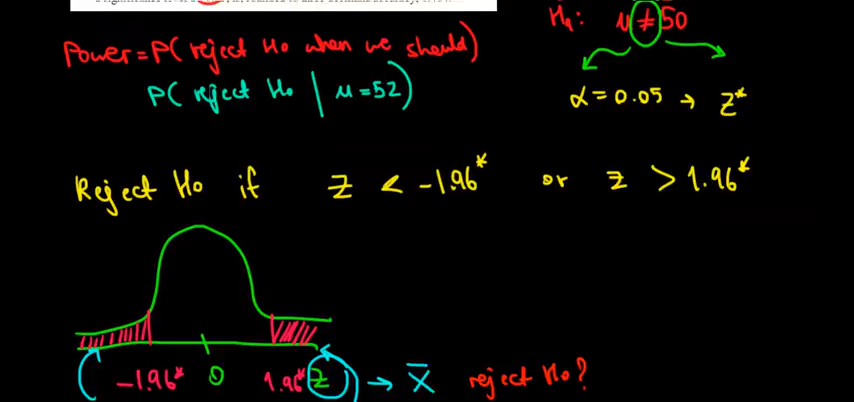 H₁: μ ≠ 50
Power = P( reject H₀ when we should)
P( reject H₀ | μ = 52)
α = 0.05 → Z*
Reject H₀ if Z < -1.96* or Z > 1.96*
-1.96* 0 1.96* Z → X̄ reject H₀?